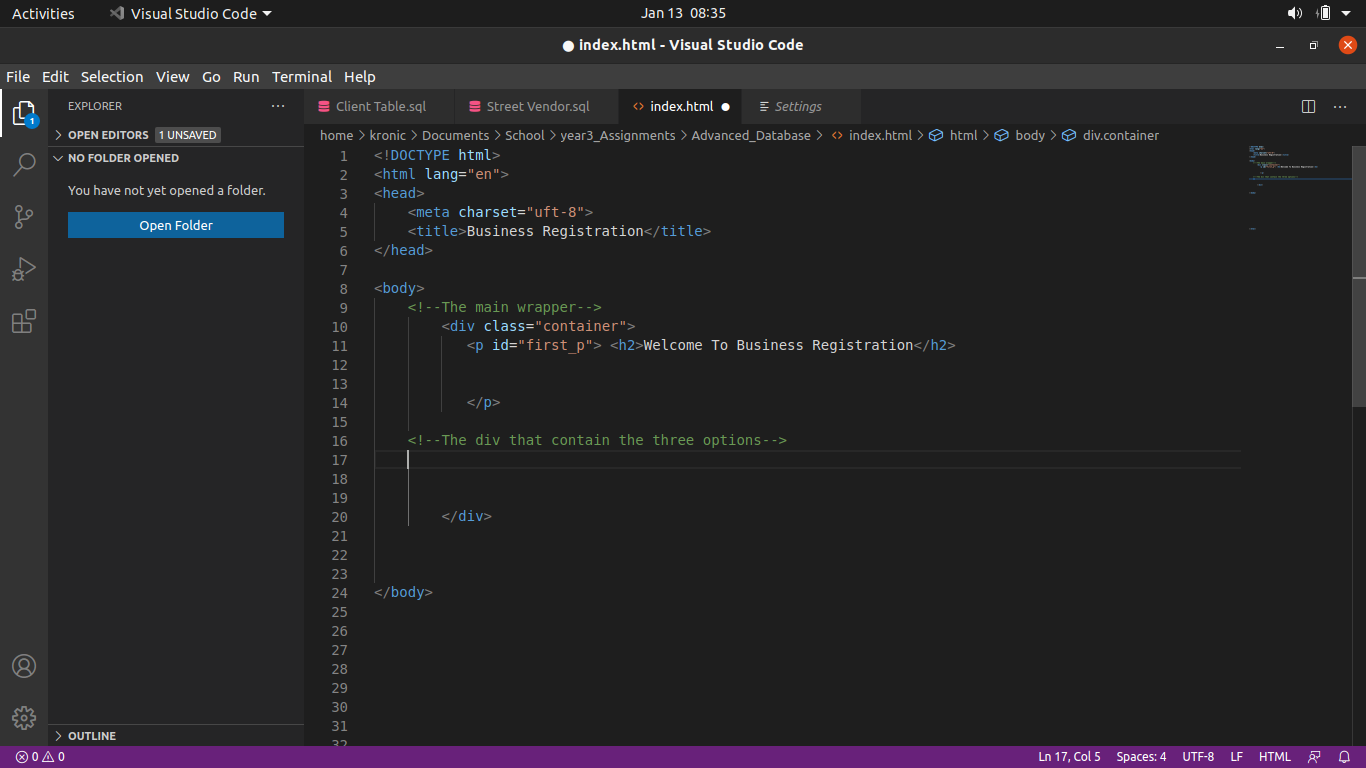 Activities Visual Studio Code Jan 13 08:35
● index.html - Visual Studio Code
File Edit Selection View Go Run Terminal Help
EXPLORER
OPEN EDITORS 1 UNSAVED
NO FOLDER OPENED
You have not yet opened a folder.
Open Folder
OUTLINE
1
Client Table.sql Street Vendor.sql index.html ● Settings
home > kronic > Documents > School > year3_Assignments > Advanced_Database > index.html > html > body > div.container
1 <!DOCTYPE html>
2 <html lang="en">
3 <head>
4 <meta charset="uft-8">
5 <title>Business Registration</title>
6 </head>
7
8 <body>
9 <!--The main wrapper-->
10 <div class="container">
11 <p id="first_p"> <h2>Welcome To Business Registration</h2>
12
13
14 </p>
15
16 <!--The div that contain the three options-->
17
18
19
20 </div>
21
22
23
24 </body>
25
26
27
28
29
30
31
32
0 0 Ln 17, Col 5 Spaces: 4 UTF-8 LF HTML